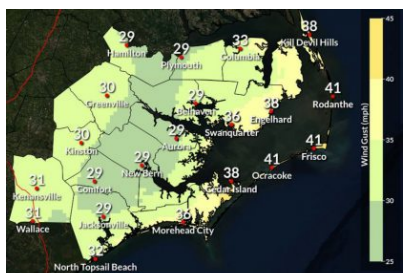 38
Kill Devil Hills
29
Hamilton
29
Plymouth
33
Columbia
30
Greenville
29
Belhaven
38
Engelhard
41
Rodanthe
36
Swanquarter
30
Kinston
29
Aurora
41
Frisco
31
Kenansville
29
Comfort
29
New Bern
38
Cedar Island
41
Ocracoke
31
Wallace
29
Jacksonville
36
Morehead City
North Topsail Beach
45
40
35
30
25
Wind Gust (mph)